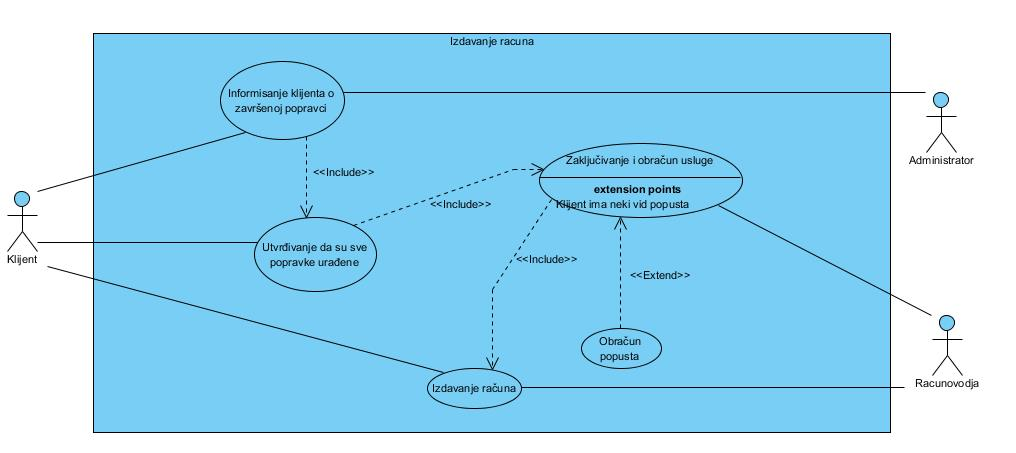 Izdavanje racuna
Informisanje klijenta o
završenoj popravci
Administrator
<<Include>>
Zaključivanje i obračun usluge
extension points
Klijent ima neki vid popusta
<<Include>>
Klijent
Utvrđivanje da su sve
popravke urađene
<<Include>>
<<Extend>>
Obračun
popusta
Racunovodja
Izdavanje računa